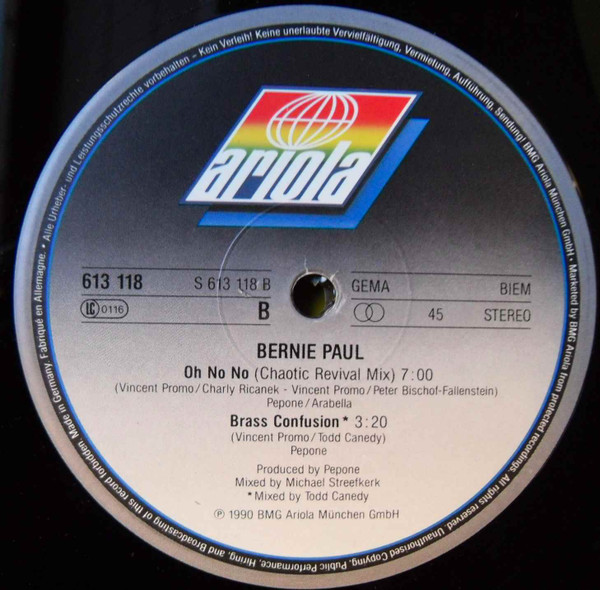 • Alle Urheber- und Leistungsschutzrechte vorbehalten – Kein Verleih! Keine unerlaubte Vervielfältigung, Vermietung, Aufführung, Sendung! BMG Ariola München GmbH • Marketed by BMG Ariola from protected recordings. All rights reserved. Unauthorised Copying, Public Performance, Hiring, and Broadcasting of this record forbidden. Made in Germany. Fabriqué en Allemagne.
ariola
613 118 S 613 118 B GEMA BIEM
LC 0116 B 45 STEREO
BERNIE PAUL
Oh No No (Chaotic Revival Mix) 7:00
(Vincent Promo/Charly Ricanek - Vincent Promo/Peter Bischof-Fallenstein)
Pepone/Arabella
Brass Confusion* 3:20
(Vincent Promo/Todd Canedy)
Pepone
Produced by Pepone
Mixed by Michael Streefkerk
*Mixed by Todd Canedy
℗ 1990 BMG Ariola München GmbH